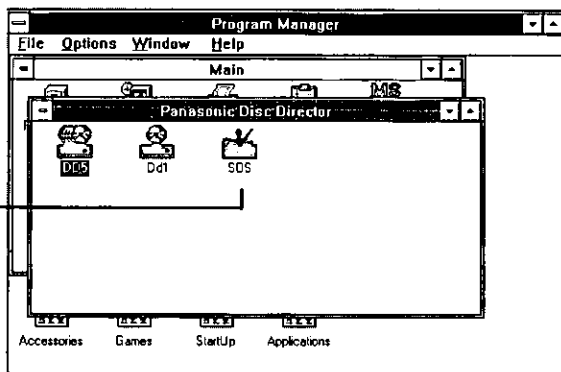 Program Manager
File Options Window Help
Main
MS
Panasonic Disc Director
DD5 Dd1 SOS
Accessories Games StartUp Applications